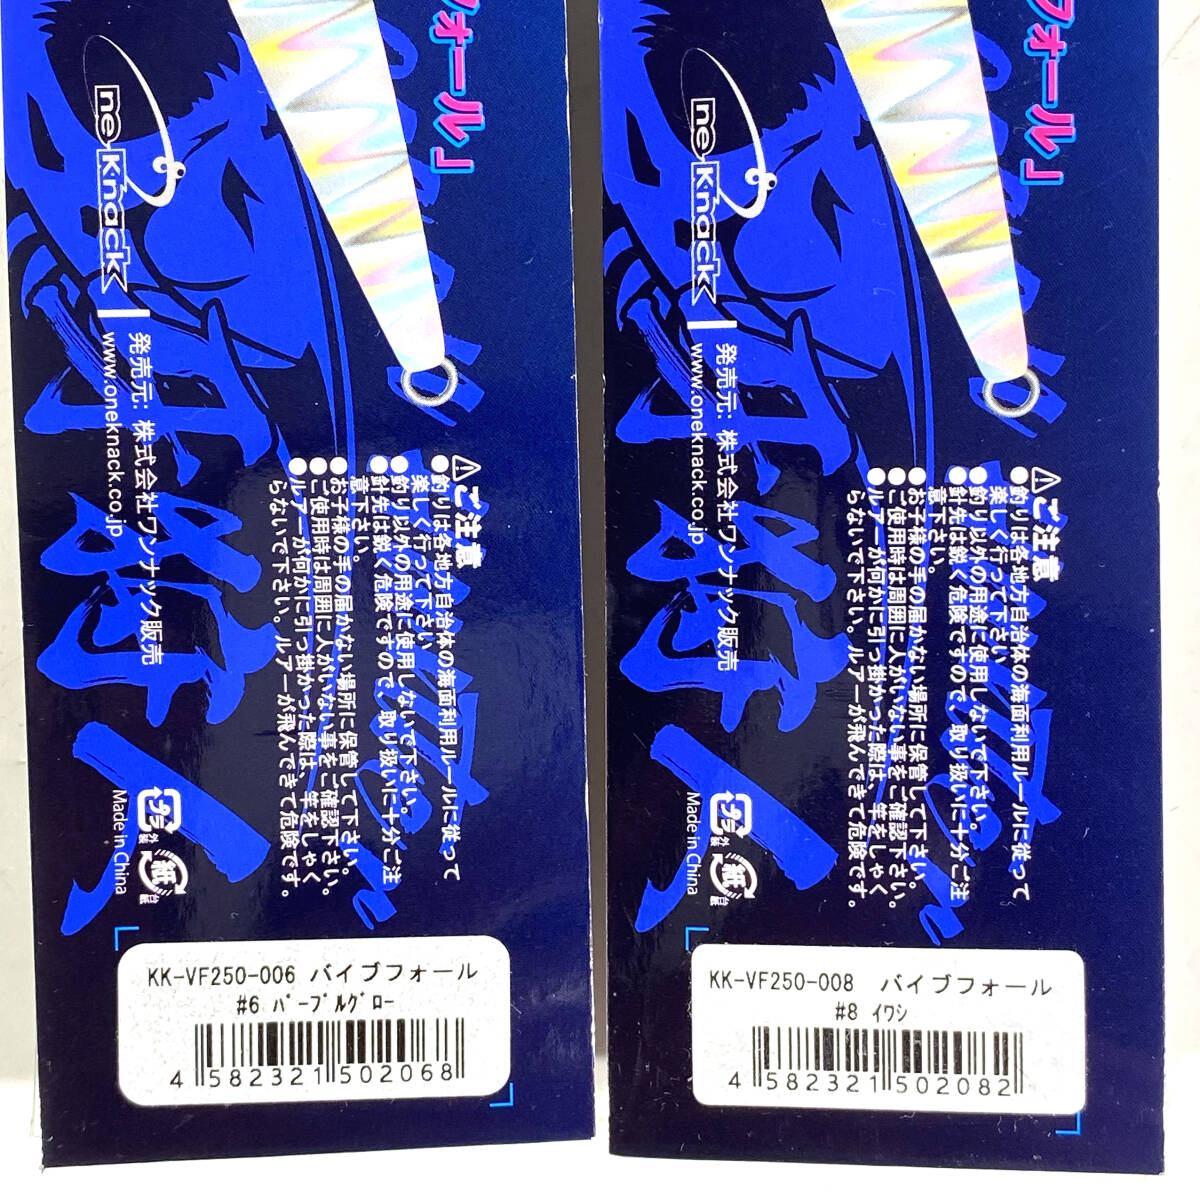 フォール」
ne Knack
発売元: 株式会社ワンナック販売
www.oneknack.co.jp
⚠ご注意
●釣りは各地方自治体の海面利用ルールに従って
楽しく行って下さい
●釣り以外の用途に使用しないで下さい。
●針先は鋭く危険ですので、取り扱いに十分ご注
意下さい。
●お子様の手の届かない場所に保管して下さい。
●ご使用時は周囲に人がいない事をご確認下さい。
●ルアーが何かに引っ掛かった際は、竿をしゃく
らないで下さい。ルアーが飛んできて危険です。
プラ
外袋
紙
台紙
Made in China
KK-VF250-006 バイブフォール
#6 パープルグロー
4 582321 502068
フォール」
ne Knack
発売元: 株式会社ワンナック販売
www.oneknack.co.jp
⚠ご注意
●釣りは各地方自治体の海面利用ルールに従って
楽しく行って下さい
●釣り以外の用途に使用しないで下さい。
●針先は鋭く危険ですので、取り扱いに十分ご注
意下さい。
●お子様の手の届かない場所に保管して下さい。
●ご使用時は周囲に人がいない事をご確認下さい。
●ルアーが何かに引っ掛かった際は、竿をしゃく
らないで下さい。ルアーが飛んできて危険です。
プラ
外袋
紙
台紙
Made in China
KK-VF250-008 バイブフォール
#8 イワシ
4 582321 502082